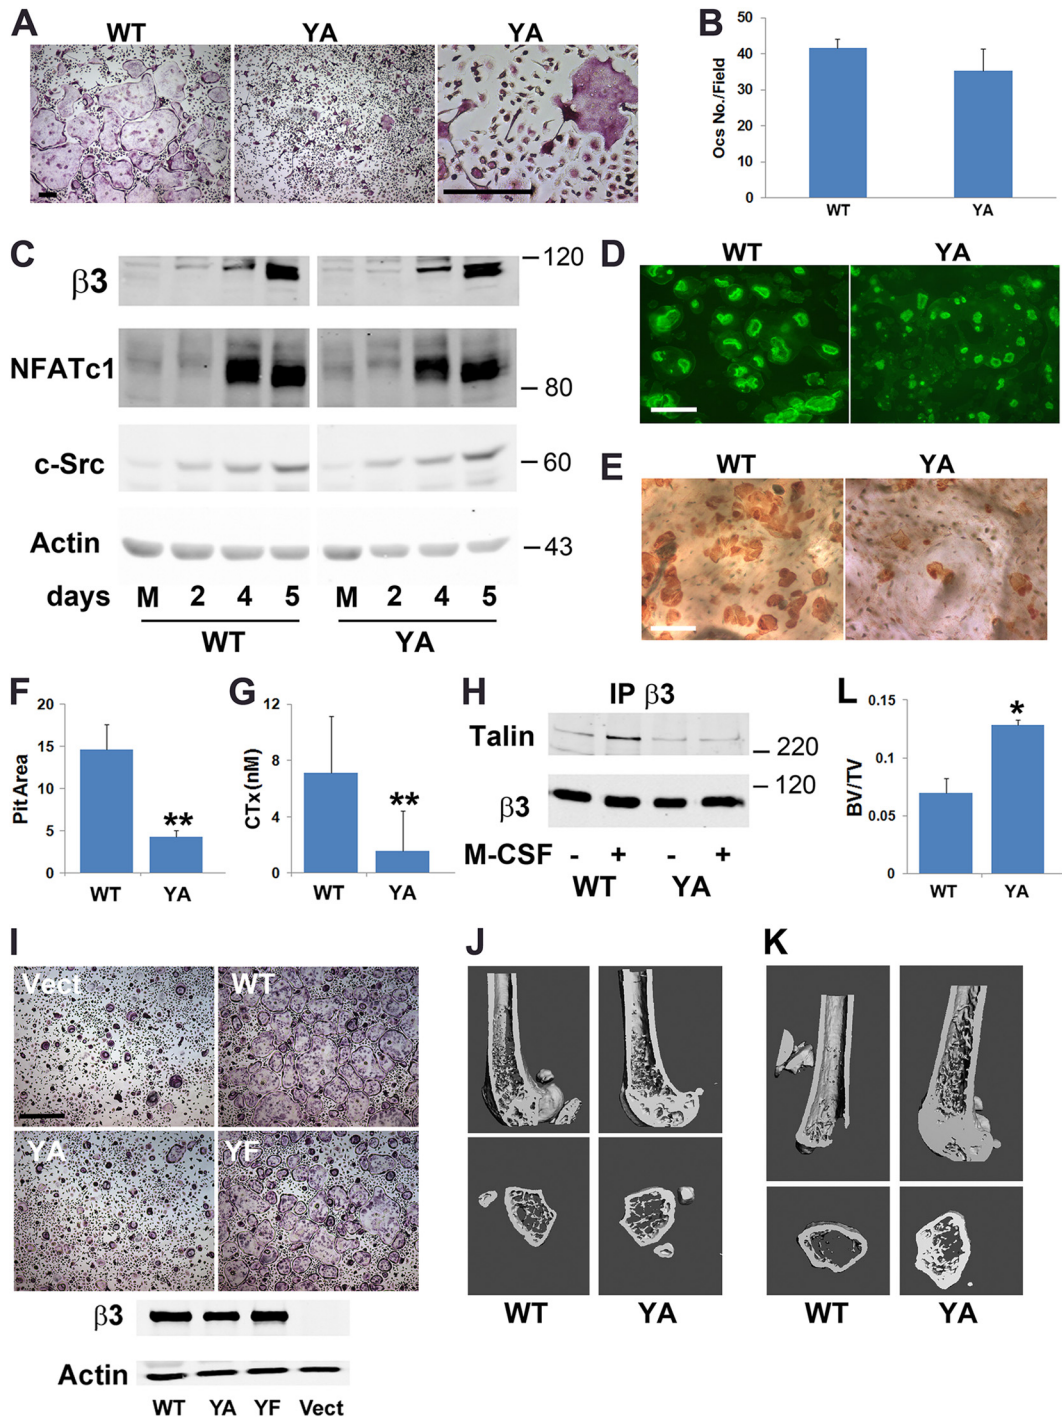 A
WT
YA
YA
B
Ocs No./Field
50
40
30
20
10
0
WT
YA
C
β3
120
NFATc1
80
c-Src
60
Actin
43
days
M
2
4
5
M
2
4
5
WT
YA
D
WT
YA
E
WT
YA
F
Pit Area
20
15
10
5
0
**
WT
YA
G
CTx (nM)
12
8
4
0
**
WT
YA
H
IP β3
Talin
220
β3
120
M-CSF
-
+
-
+
WT
YA
L
BV/TV
0.15
0.1
0.05
0
*
WT
YA
I
Vect
WT
YA
YF
β3
Actin
WT
YA
YF
Vect
J
WT
YA
K
WT
YA